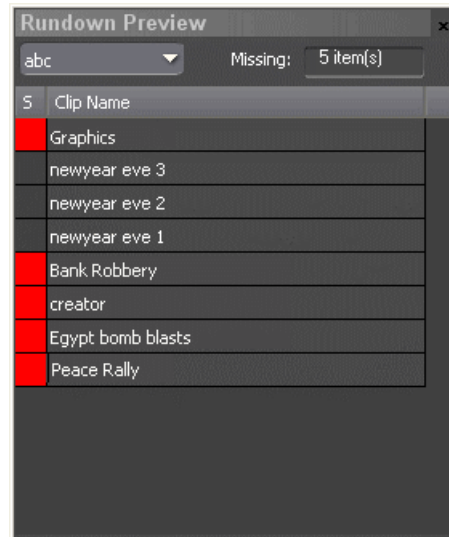 Rundown Preview
abc Missing: 5 item(s)
S Clip Name
Graphics
newyear eve 3
newyear eve 2
newyear eve 1
Bank Robbery
creator
Egypt bomb blasts
Peace Rally